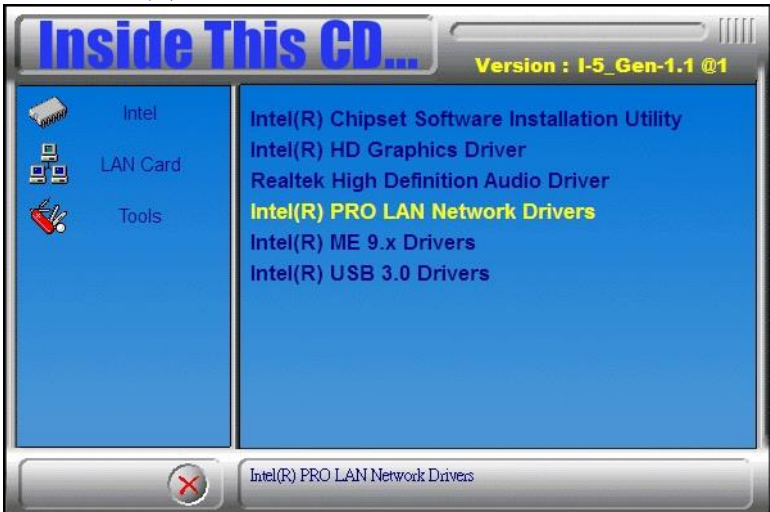 Inside This CD...
Version : I-5_Gen-1.1 @1
Intel
LAN Card
Tools
Intel(R) Chipset Software Installation Utility
Intel(R) HD Graphics Driver
Realtek High Definition Audio Driver
Intel(R) PRO LAN Network Drivers
Intel(R) ME 9.x Drivers
Intel(R) USB 3.0 Drivers
Intel(R) PRO LAN Network Drivers